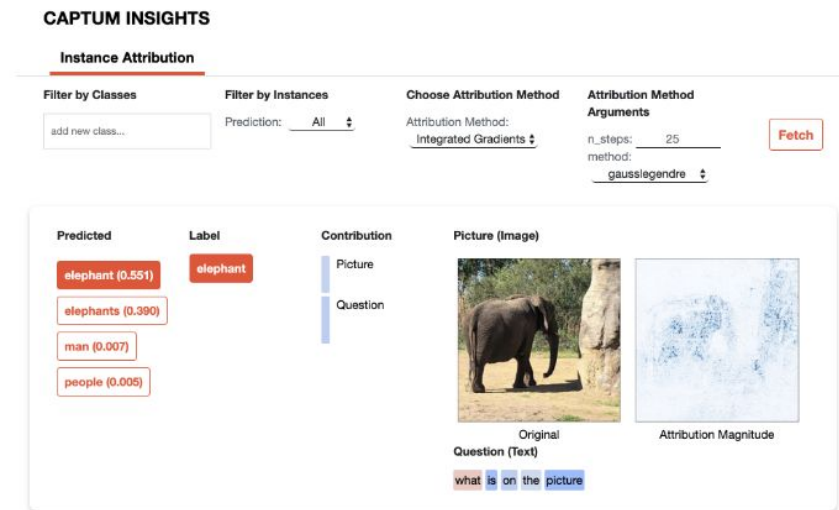 CAPTUM INSIGHTS
Instance Attribution
Filter by Classes
add new class...
Filter by Instances
Prediction: All
Choose Attribution Method
Attribution Method:
Integrated Gradients
Attribution Method
Arguments
n_steps: 25
method:
gausslegendre
Fetch
Predicted
elephant (0.551)
elephants (0.390)
man (0.007)
people (0.005)
Label
elephant
Contribution
Picture
Question
Picture (Image)
Original
Attribution Magnitude
Question (Text)
what is on the picture